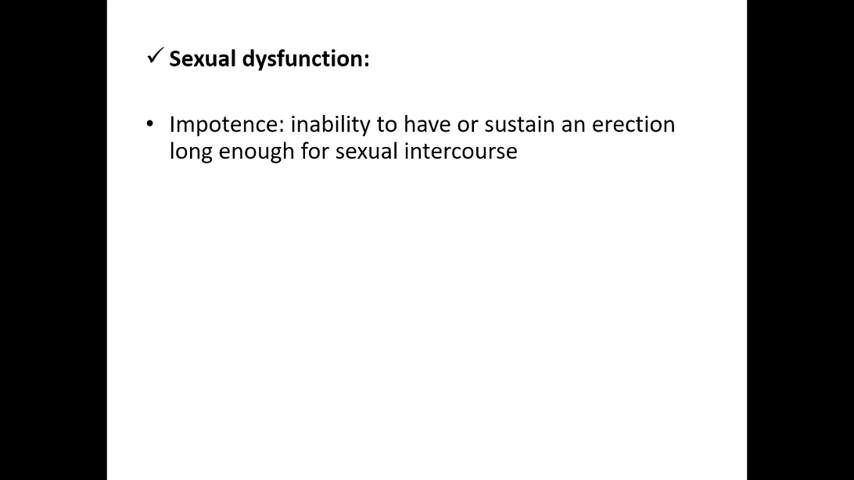 ✓ Sexual dysfunction:
• Impotence: inability to have or sustain an erection
long enough for sexual intercourse